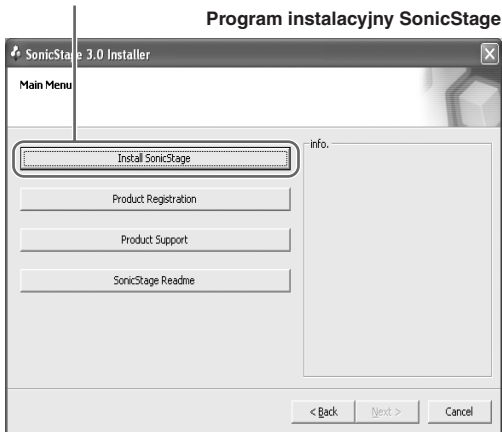 Program instalacyjny SonicStage
SonicStage 3.0 Installer
Main Menu
Install SonicStage
info.
Product Registration
Product Support
SonicStage Readme
< Back
Next >
Cancel